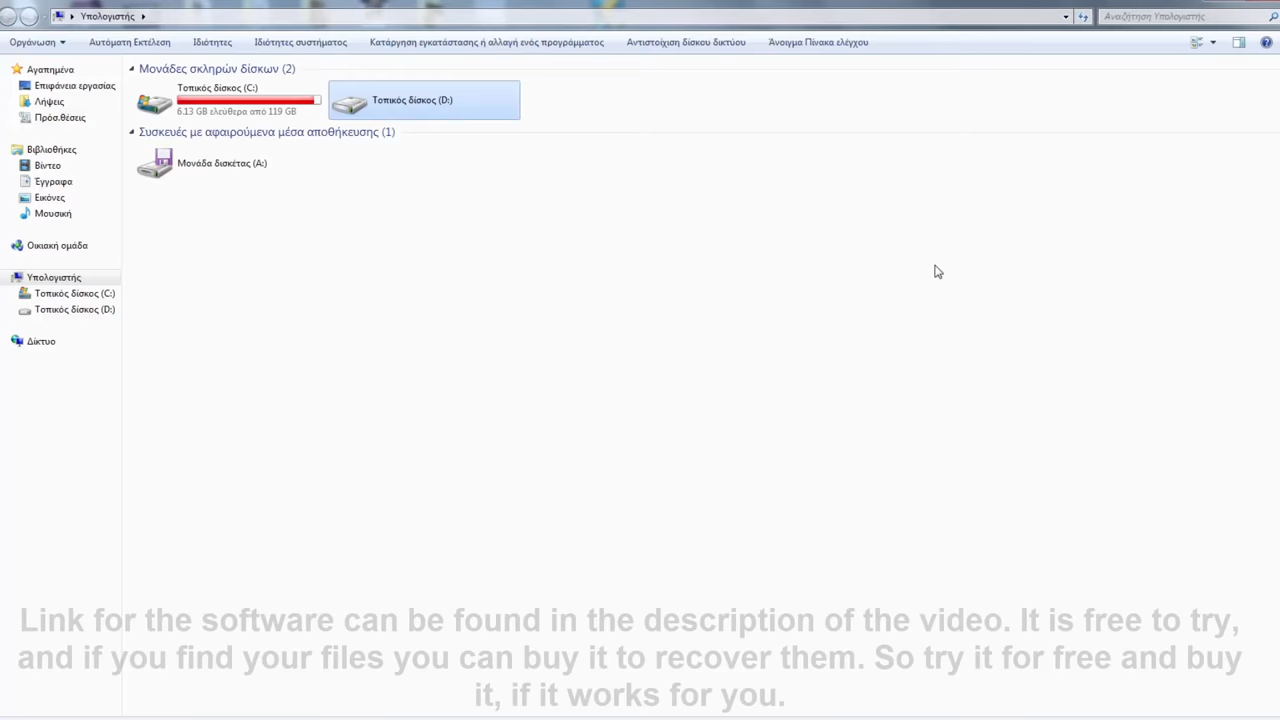 Υπολογιστής
Αναζήτηση Υπολογιστής
Οργάνωση Αυτόματη Εκτέλεση Ιδιότητες Ιδιότητες συστήματος Κατάργηση εγκατάστασης ή αλλαγή ενός προγράμματος Αντιστοίχιση δίσκου δικτύου Άνοιγμα Πίνακα ελέγχου
Αγαπημένα
Επιφάνεια εργασίας
Λήψεις
Πρόσ.θέσεις
Βιβλιοθήκες
Βίντεο
Έγγραφα
Εικόνες
Μουσική
Οικιακή ομάδα
Υπολογιστής
Τοπικός δίσκος (C:)
Τοπικός δίσκος (D:)
Δίκτυο
Μονάδες σκληρών δίσκων (2)
Τοπικός δίσκος (C:)
6.13 GB ελεύθερα από 119 GB
Τοπικός δίσκος (D:)
Συσκευές με αφαιρούμενα μέσα αποθήκευσης (1)
Μονάδα δισκέτας (A:)
Link for the software can be found in the description of the video. It is free to try,
and if you find your files you can buy it to recover them. So try it for free and buy
it, if it works for you.